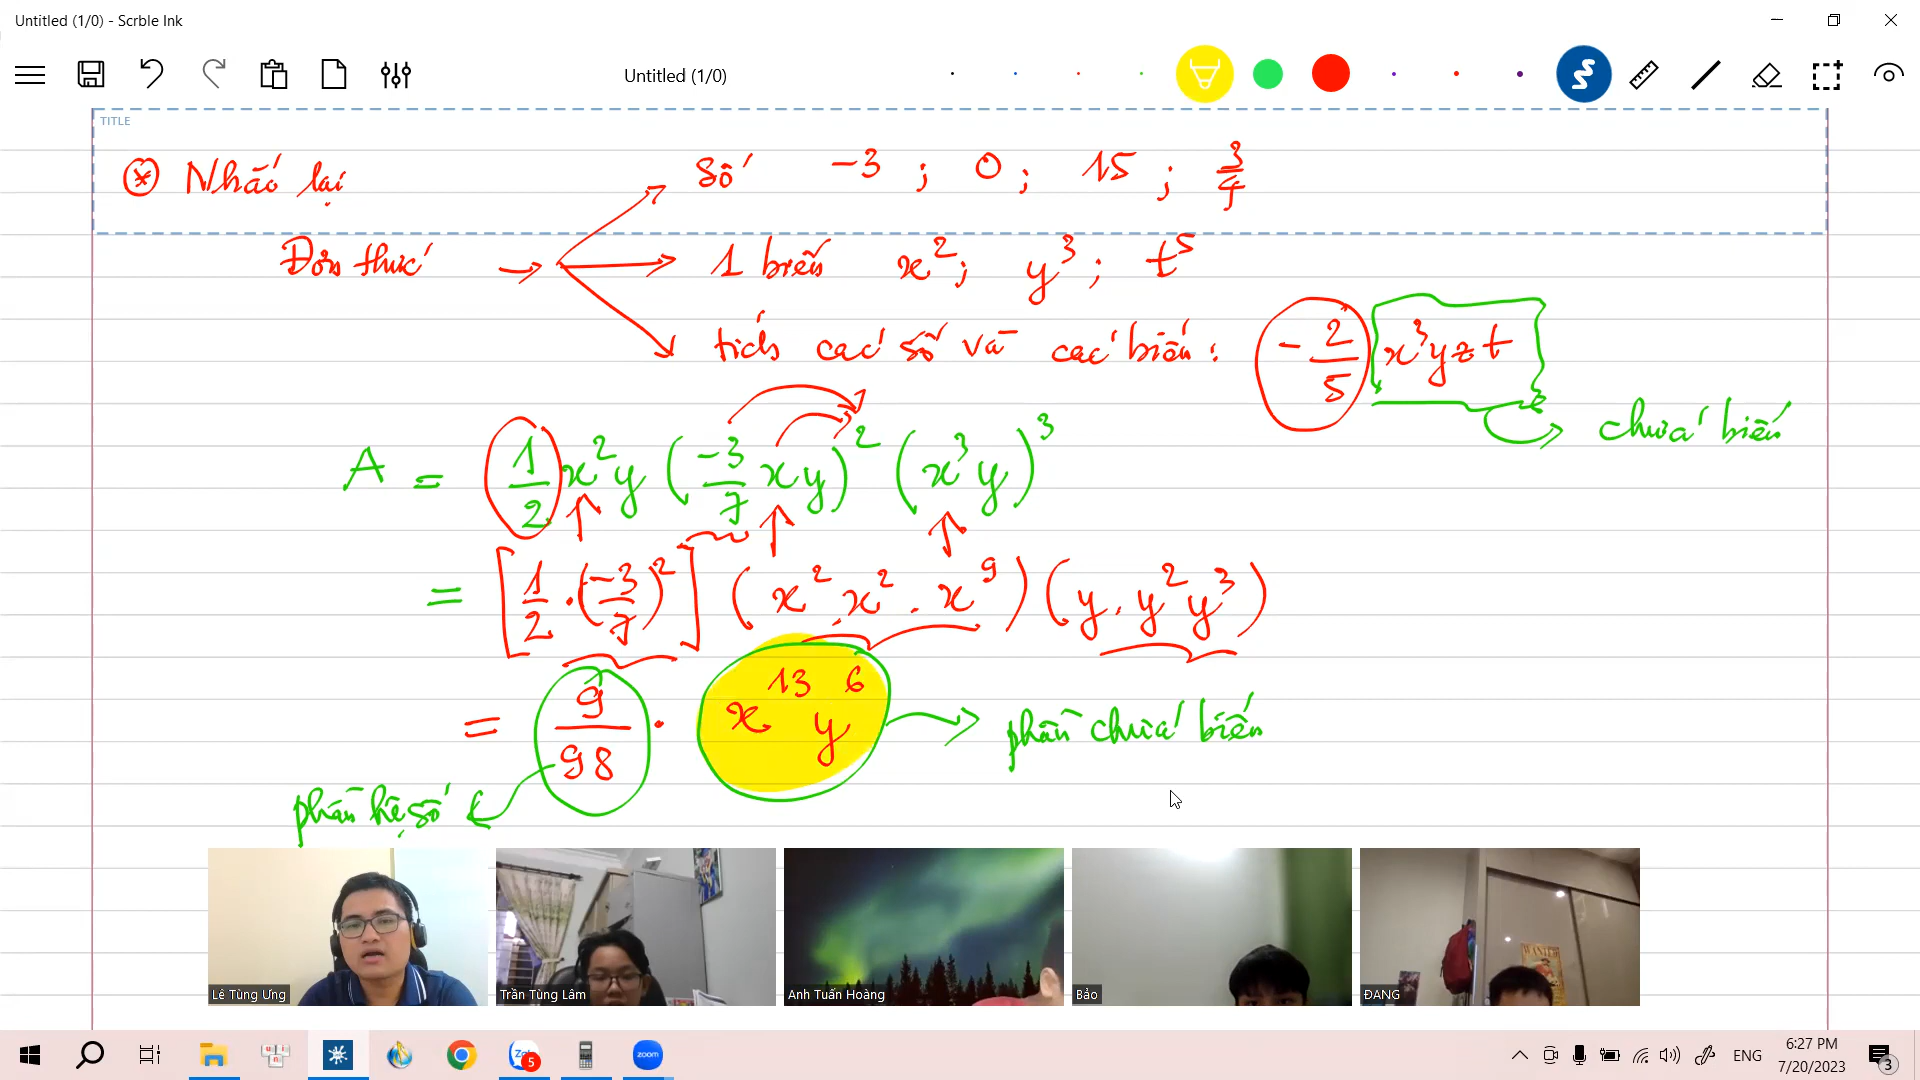 Untitled (1/0) - Scrble Ink
Untitled (1/0)
TITLE
* Nhắc lại
Số -3 ; 0 ; 15 ; 3/4
Đơn thức → 1 biến x² ; y³ ; t⁵
tích các số và các biến : -2/5 x³yzt
chứa biến
A = 1/2 x²y (-3/7 xy)² (x³y)³
= [1/2 . (-3/7)²] (x² . x² . x⁹) (y . y² y³)
= 9/98 . x¹³ y⁶ → phần chứa biến
phần hệ số
Lê Tùng Ưng
Trần Tùng Lâm
Anh Tuấn Hoàng
Bảo
ĐANG
WANTED
5
zoom
ENG
6:27 PM
7/20/2023
3